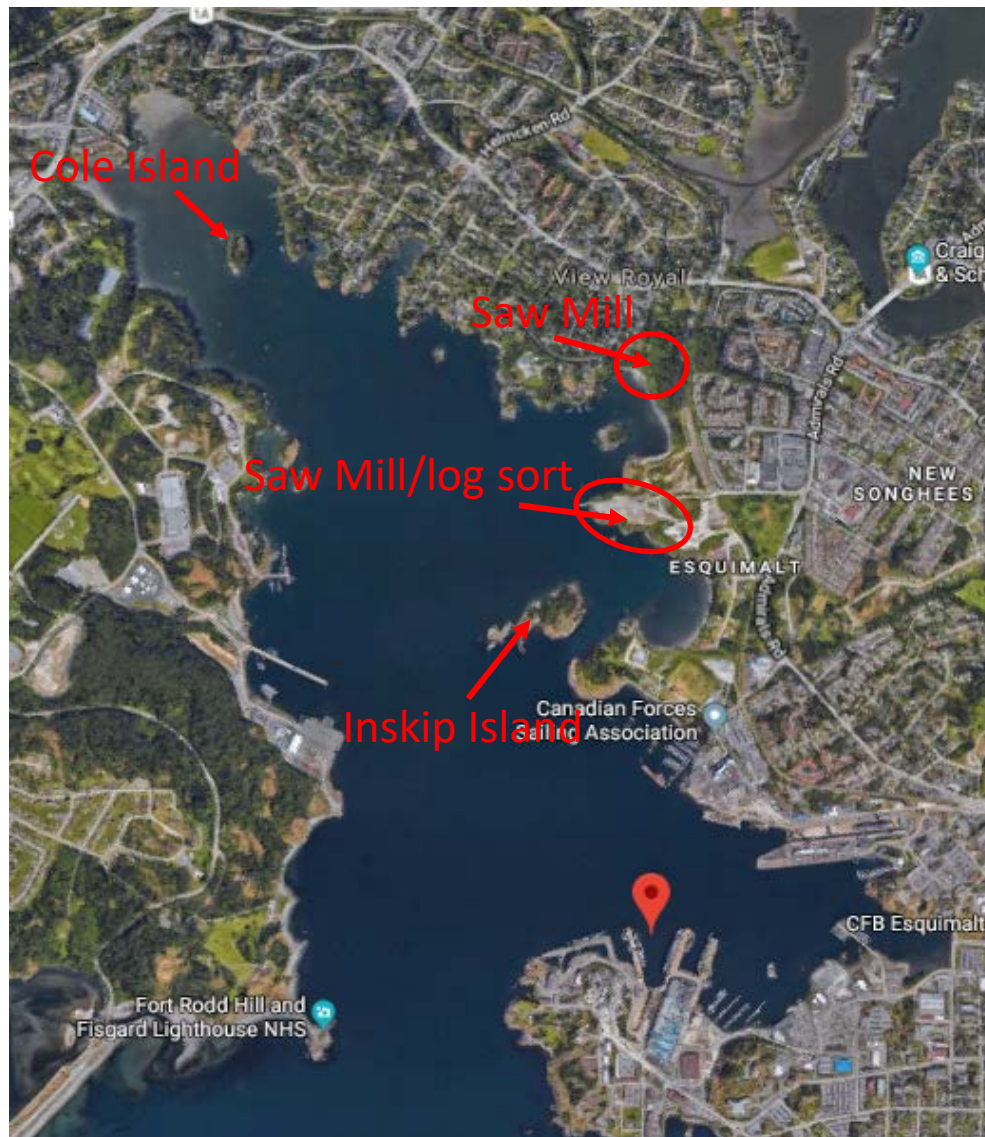 1A
Helmcken Rd
Cole Island
Craig
& Sch
View Royal
Saw Mill
Admirals Rd
Saw Mill/log sort
NEW
SONGHEES
ESQUIMALT
Admirals Rd
Inskip Island
Canadian Forces
Sailing Association
CFB Esquimalt
Fort Rodd Hill and
Fisgard Lighthouse NHS